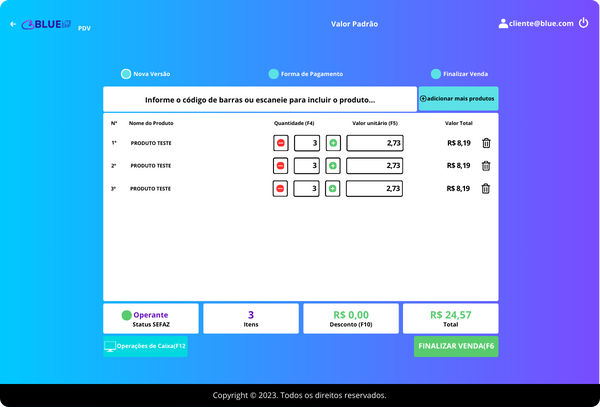 BLUE
PDV
Valor Padrão
cliente@blue.com
Nova Versão
Forma de Pagamento
Finalizar Venda
Informe o código de barras ou escaneie para incluir o produto...
adicionar mais produtos
Nº Nome do Produto Quantidade (F4) Valor unitário (F5) Valor Total
1º PRODUTO TESTE 3 2,73 R$ 8,19
2º PRODUTO TESTE 3 2,73 R$ 8,19
3º PRODUTO TESTE 3 2,73 R$ 8,19
Operante
Status SEFAZ
3
Itens
R$ 0,00
Desconto (F10)
R$ 24,57
Total
Operações de Caixa(F12
FINALIZAR VENDA(F6
Copyright © 2023. Todos os direitos reservados.